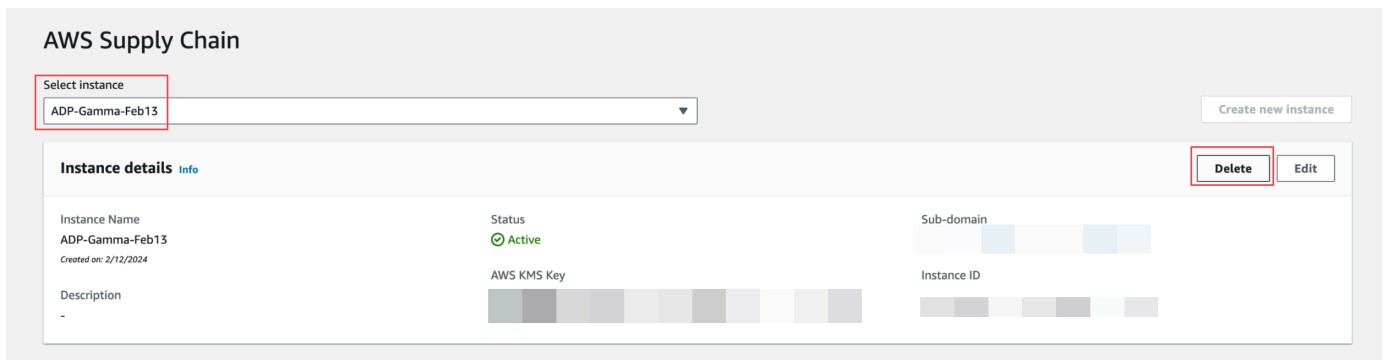 AWS Supply Chain
Select instance
ADP-Gamma-Feb13
Create new instance
Instance details Info
Delete Edit
Instance Name
ADP-Gamma-Feb13
Created on: 2/12/2024
Description
-
Status
Active
AWS KMS Key
Sub-domain
Instance ID